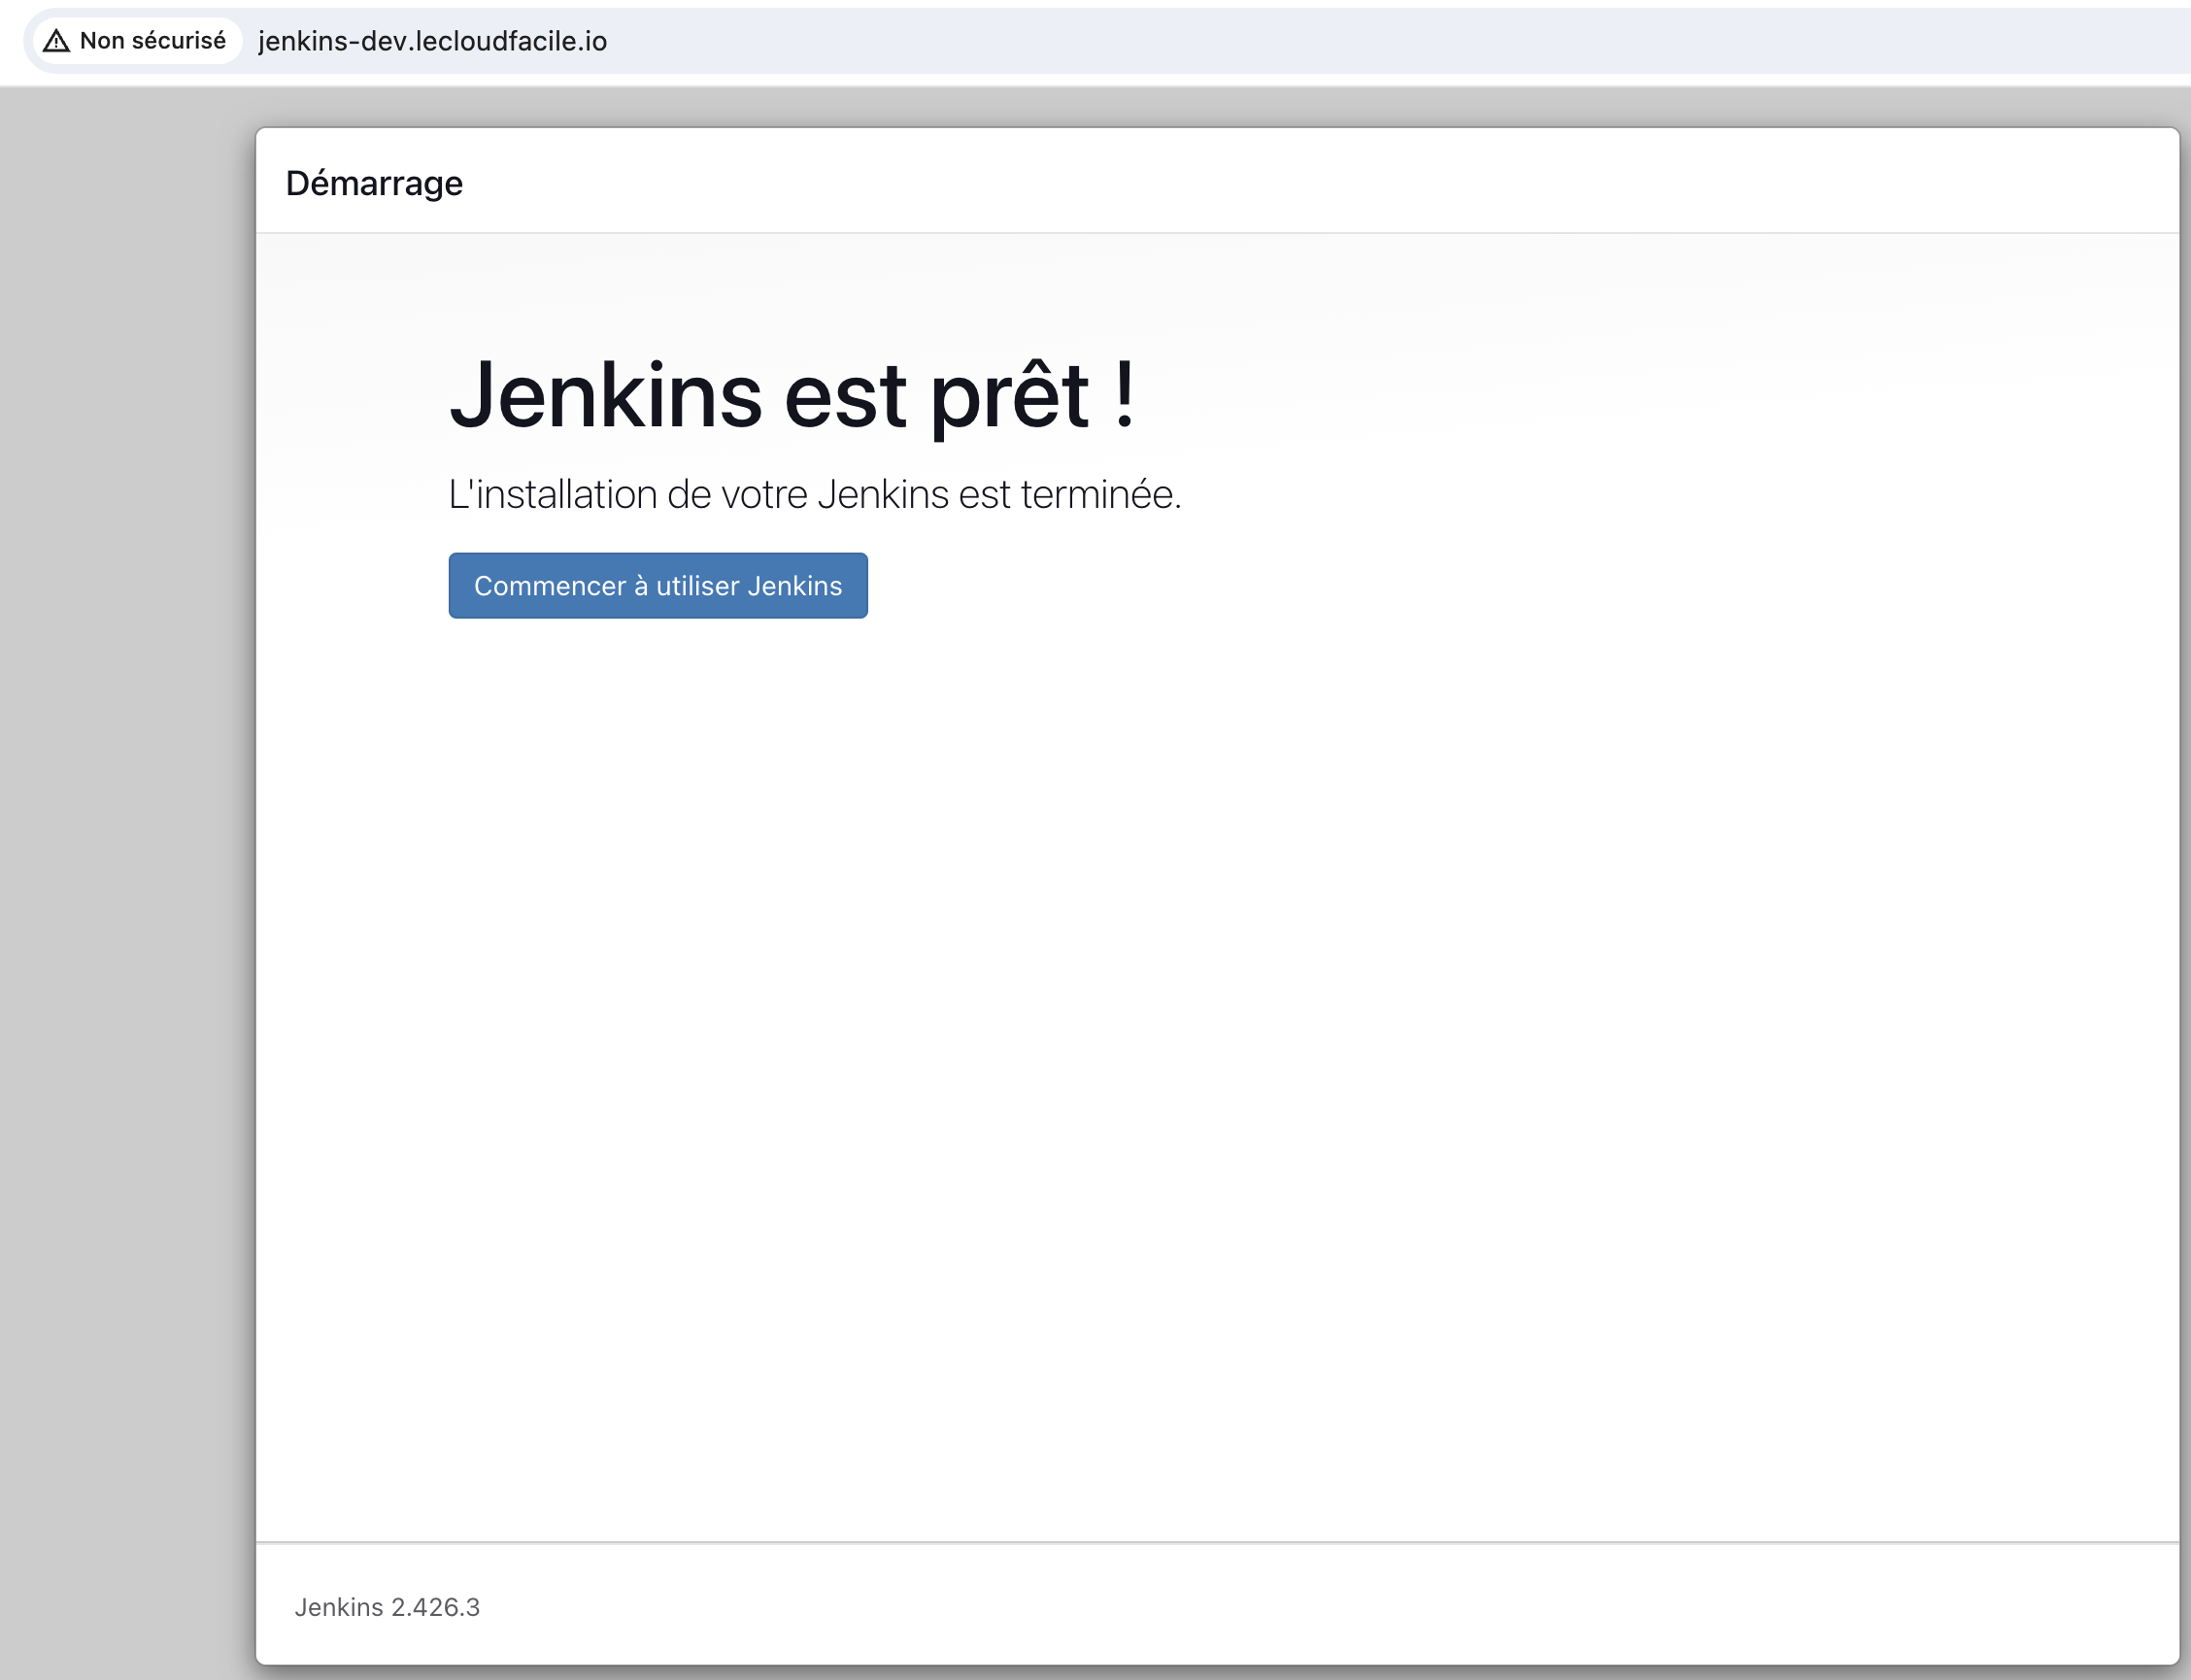 Non sécurisé jenkins-dev.lecloudfacile.io
Démarrage
Jenkins est prêt !
L'installation de votre Jenkins est terminée.
Commencer à utiliser Jenkins
Jenkins 2.426.3